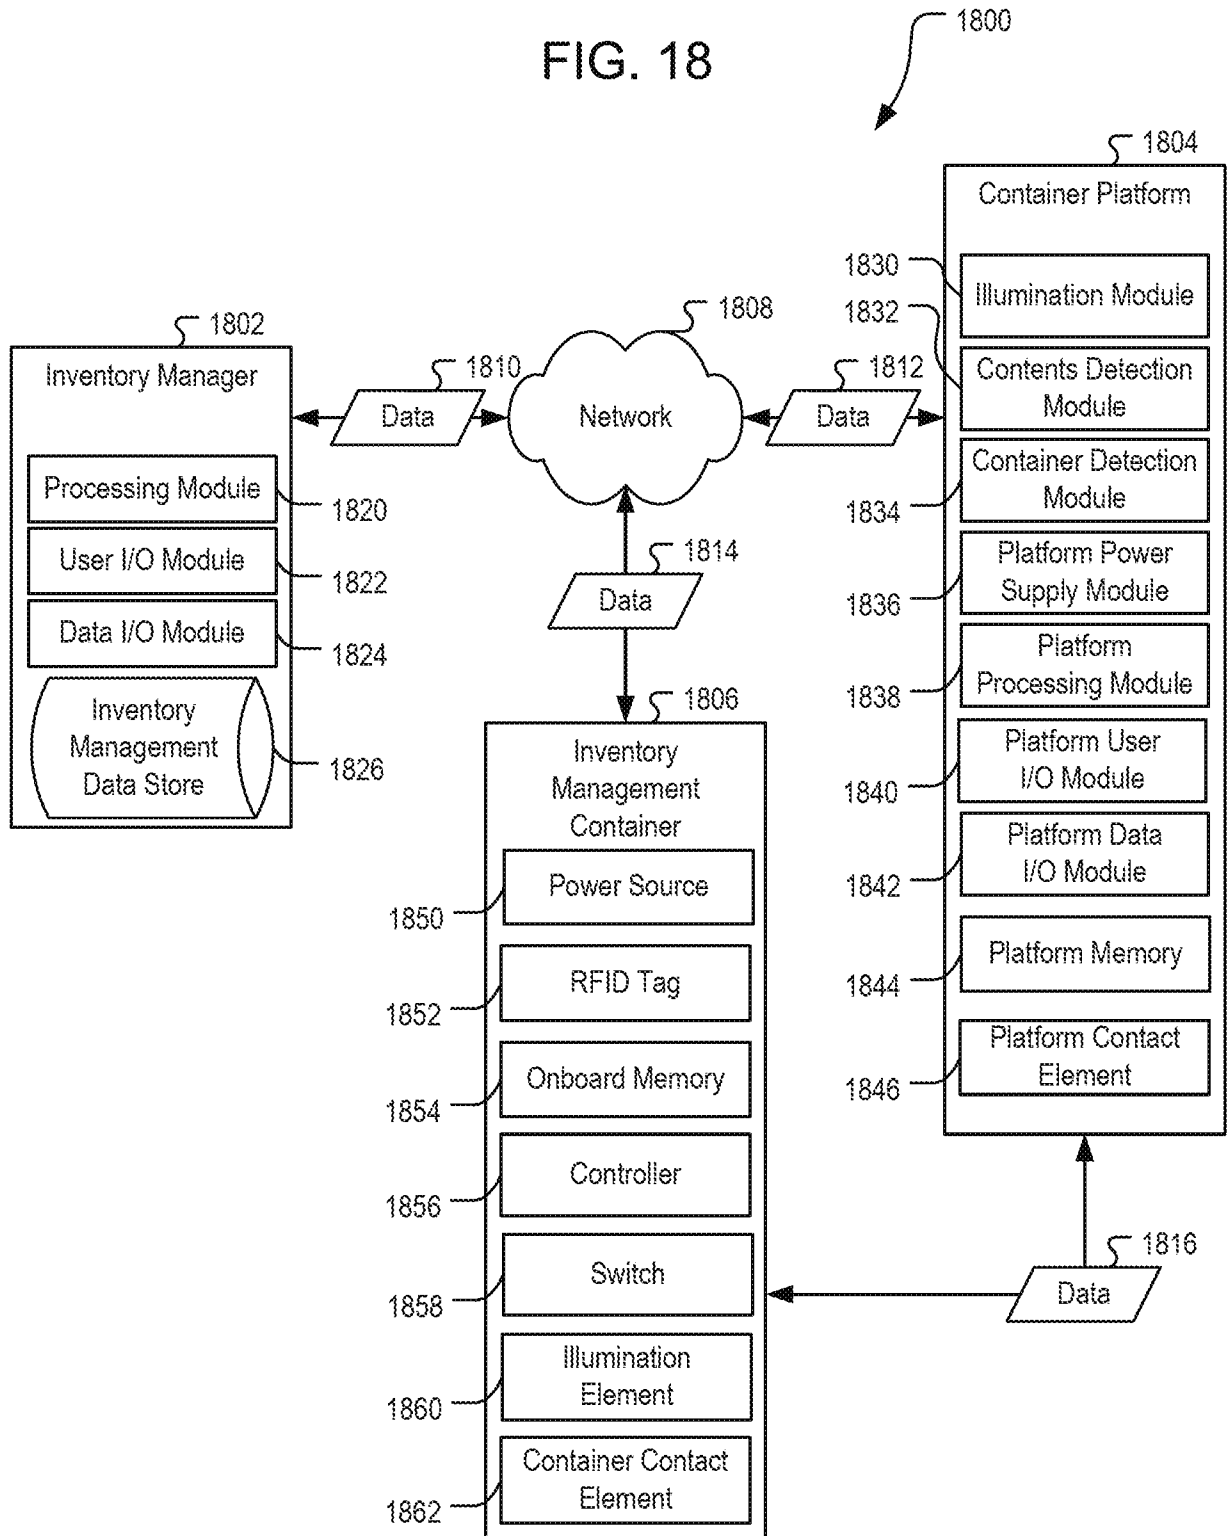 FIG. 18
1800
1804
Container Platform
1830
Illumination Module
1832
Contents Detection
Module
Container Detection
Module
1834
Platform Power
Supply Module
1836
Platform
Processing Module
1838
Platform User
I/O Module
1840
Platform Data
I/O Module
1842
Platform Memory
1844
Platform Contact
Element
1846
1802
Inventory Manager
Processing Module
1820
User I/O Module
1822
Data I/O Module
1824
Inventory
Management
Data Store
1826
1810
Data
1808
Network
1812
Data
1814
Data
1806
Inventory
Management
Container
Power Source
1850
RFID Tag
1852
Onboard Memory
1854
Controller
1856
Switch
1858
Illumination
Element
1860
Container Contact
Element
1862
1816
Data